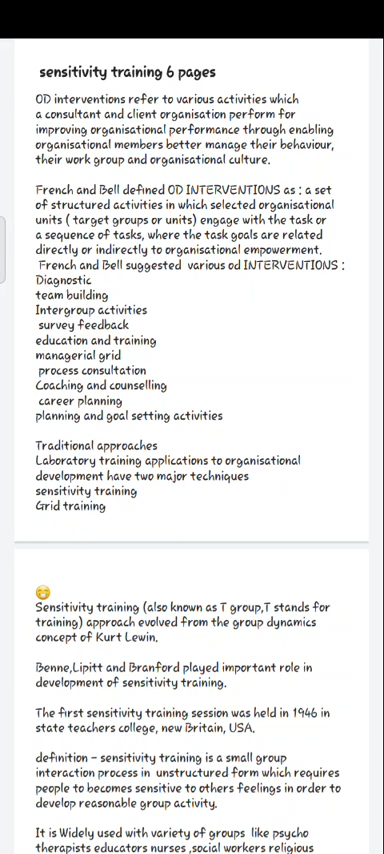 sensitivity training 6 pages
OD interventions refer to various activities which
a consultant and client organisation perform for
improving organisational performance through enabling
organisational members better manage their behaviour,
their work group and organisational culture.
French and Bell defined OD INTERVENTIONS as : a set
of structured activities in which selected organisational
units ( target groups or units) engage with the task or
a sequence of tasks, where the task goals are related
directly or indirectly to organisational empowerment.
French and Bell suggested various od INTERVENTIONS :
Diagnostic
team building
Intergroup activities
survey feedback
education and training
managerial grid
process consultation
Coaching and counselling
career planning
planning and goal setting activities
Traditional approaches
Laboratory training applications to organisational
development have two major techniques
sensitivity training
Grid training
Sensitivity training (also known as T group,T stands for
training) approach evolved from the group dynamics
concept of Kurt Lewin.
Benne,Lipitt and Branford played important role in
development of sensitivity training.
The first sensitivity training session was held in 1946 in
state teachers college, new Britain, USA.
definition - sensitivity training is a small group
interaction process in unstructured form which requires
people to becomes sensitive to others feelings in order to
develop reasonable group activity.
It is Widely used with variety of groups like psycho
therapists educators nurses ,social workers religious